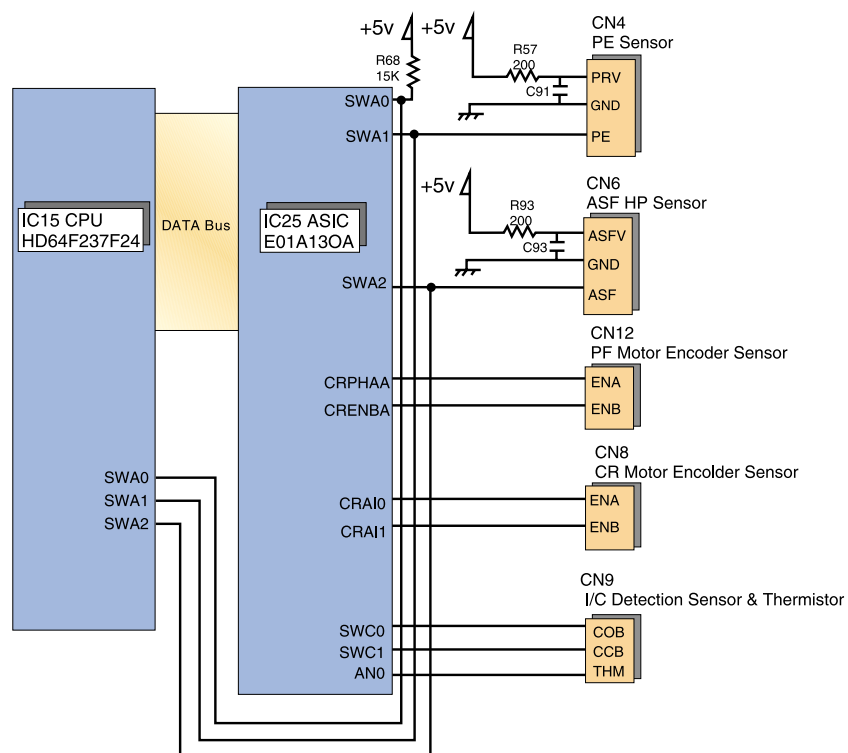 +5v
+5v
R68
15K
R57
200
C91
CN4
PE Sensor
PRV
GND
PE
SWA0
SWA1
IC15 CPU
HD64F237F24
DATA Bus
IC25 ASIC
E01A13OA
+5v
R93
200
C93
CN6
ASF HP Sensor
ASFV
GND
ASF
SWA2
CN12
PF Motor Encoder Sensor
CRPHAA
ENA
CRENBA
ENB
CN8
CR Motor Encolder Sensor
SWA0
SWA1
SWA2
CRAI0
ENA
CRAI1
ENB
CN9
I/C Detection Sensor & Thermistor
SWC0
COB
SWC1
CCB
AN0
THM